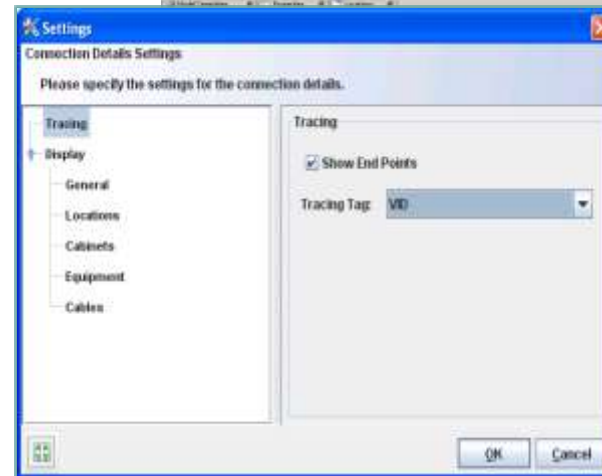 Settings
Connection Details Settings
Please specify the settings for the connection details.
Tracing
Display
General
Locations
Cabinets
Equipment
Cables
Tracing
Show End Points
Tracing Tag: VID
OK Cancel